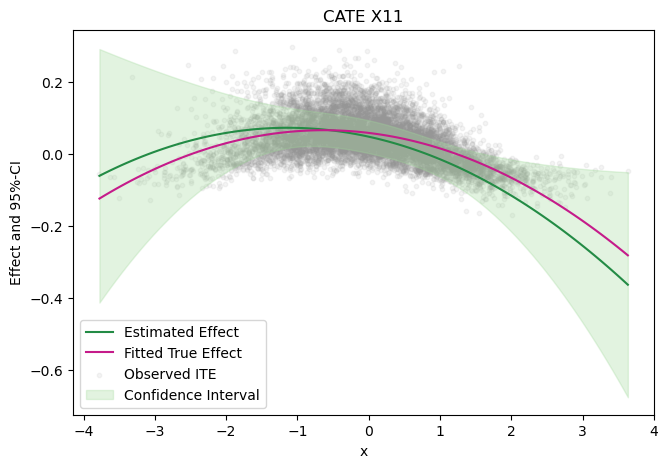 CATE X11
Effect and 95%-CI
0.2
0.0
−0.2
−0.4
−0.6
Estimated Effect
Fitted True Effect
Observed ITE
Confidence Interval
−4 −3 −2 −1 0 1 2 3 4
x